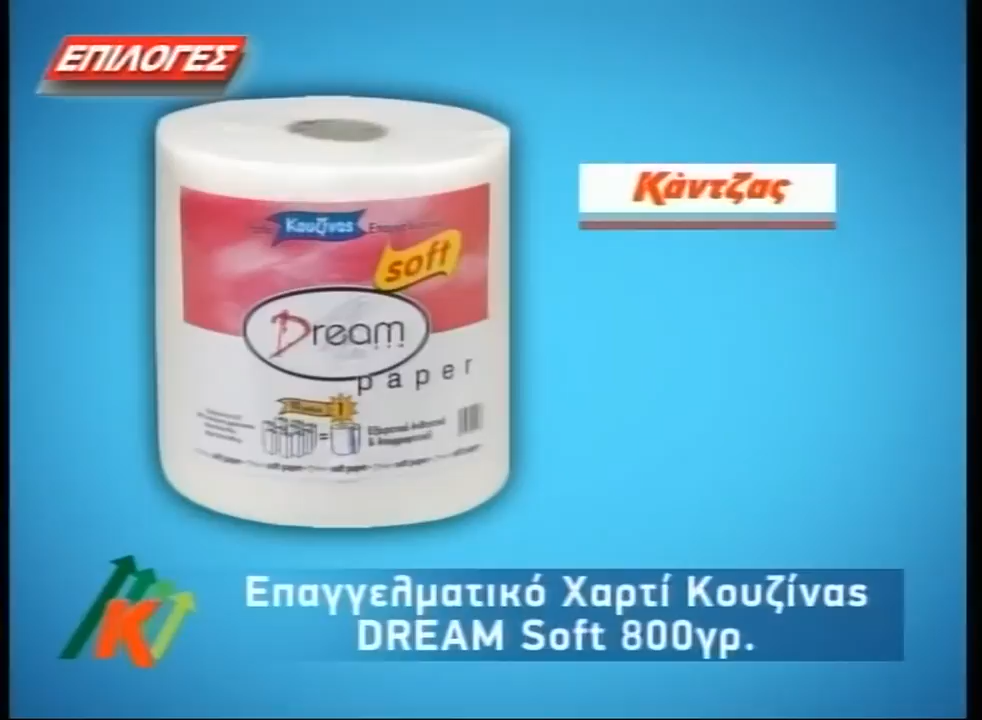 ΕΠΙΛΟΓΕΣ
Κάντζας
Κουζίνας
soft
Dream
paper
Κ
Επαγγελματικό Χαρτί Κουζίνας
DREAM Soft 800γρ.